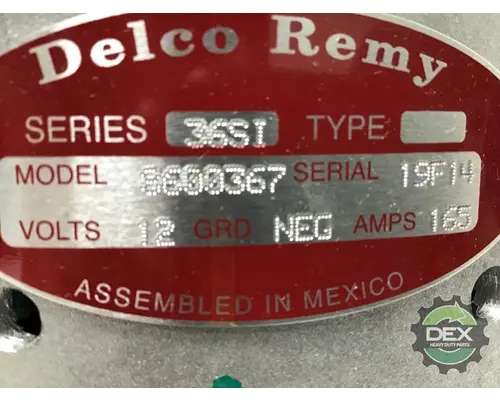 Delco Remy
SERIES 36SI TYPE
MODEL 8600367 SERIAL 19F14
VOLTS 12 GRD. NEG AMPS 165
ASSEMBLED IN MEXICO
DEX
HEAVY DUTY PARTS